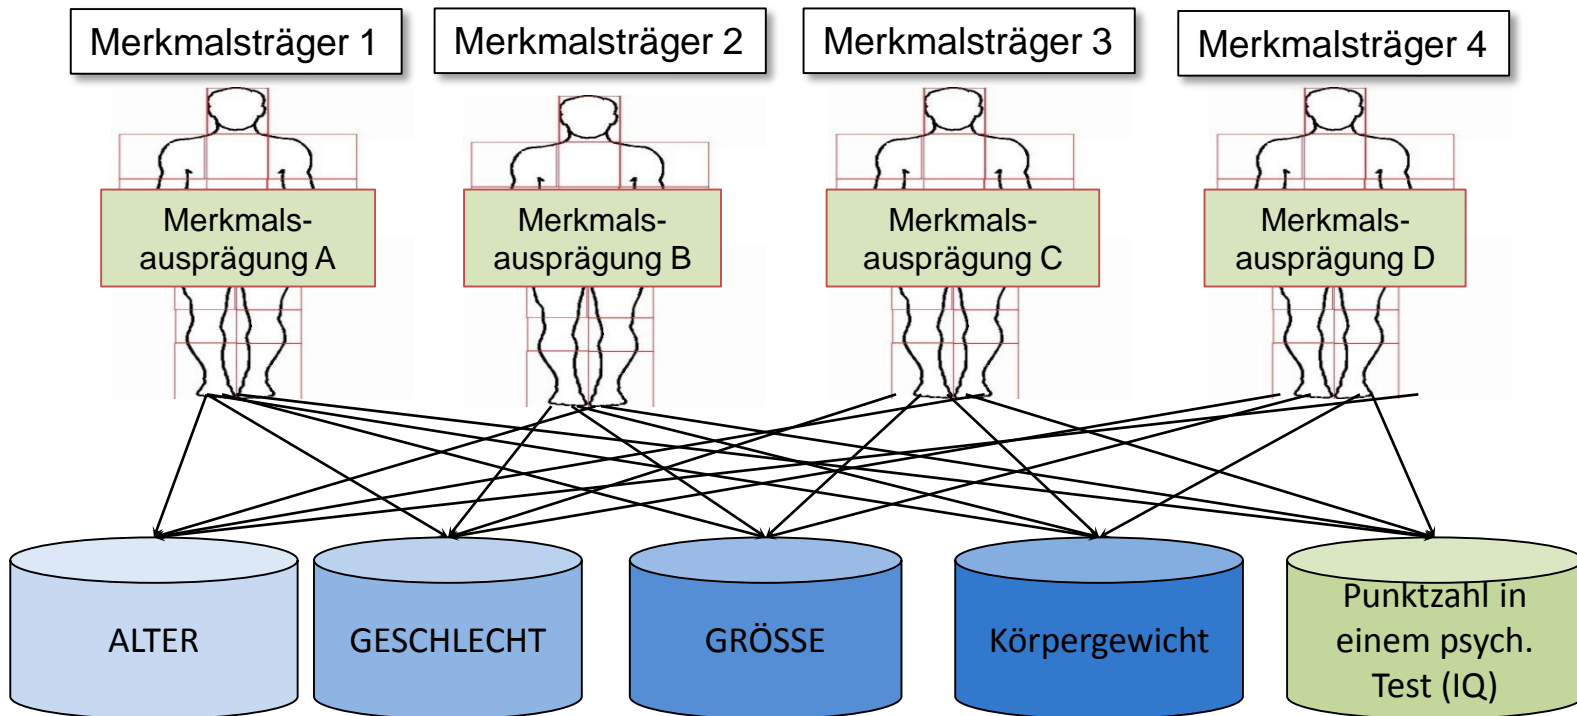 Merkmalsträger 1
Merkmalsträger 2
Merkmalsträger 3
Merkmalsträger 4
Merkmals-
ausprägung A
Merkmals-
ausprägung B
Merkmals-
ausprägung C
Merkmals-
ausprägung D
ALTER
GESCHLECHT
GRÖSSE
Körpergewicht
Punktzahl in
einem psych.
Test (IQ)